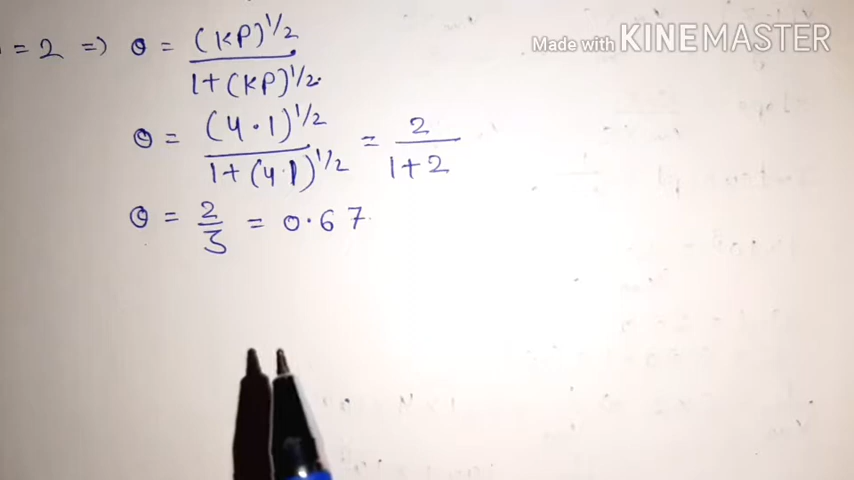 = 2 => θ = (KP)^1/2 / 1+(KP)^1/2
Made with KINEMASTER
θ = (4·1)^1/2 / 1+(4·1)^1/2 = 2 / 1+2
θ = 2/3 = 0.67